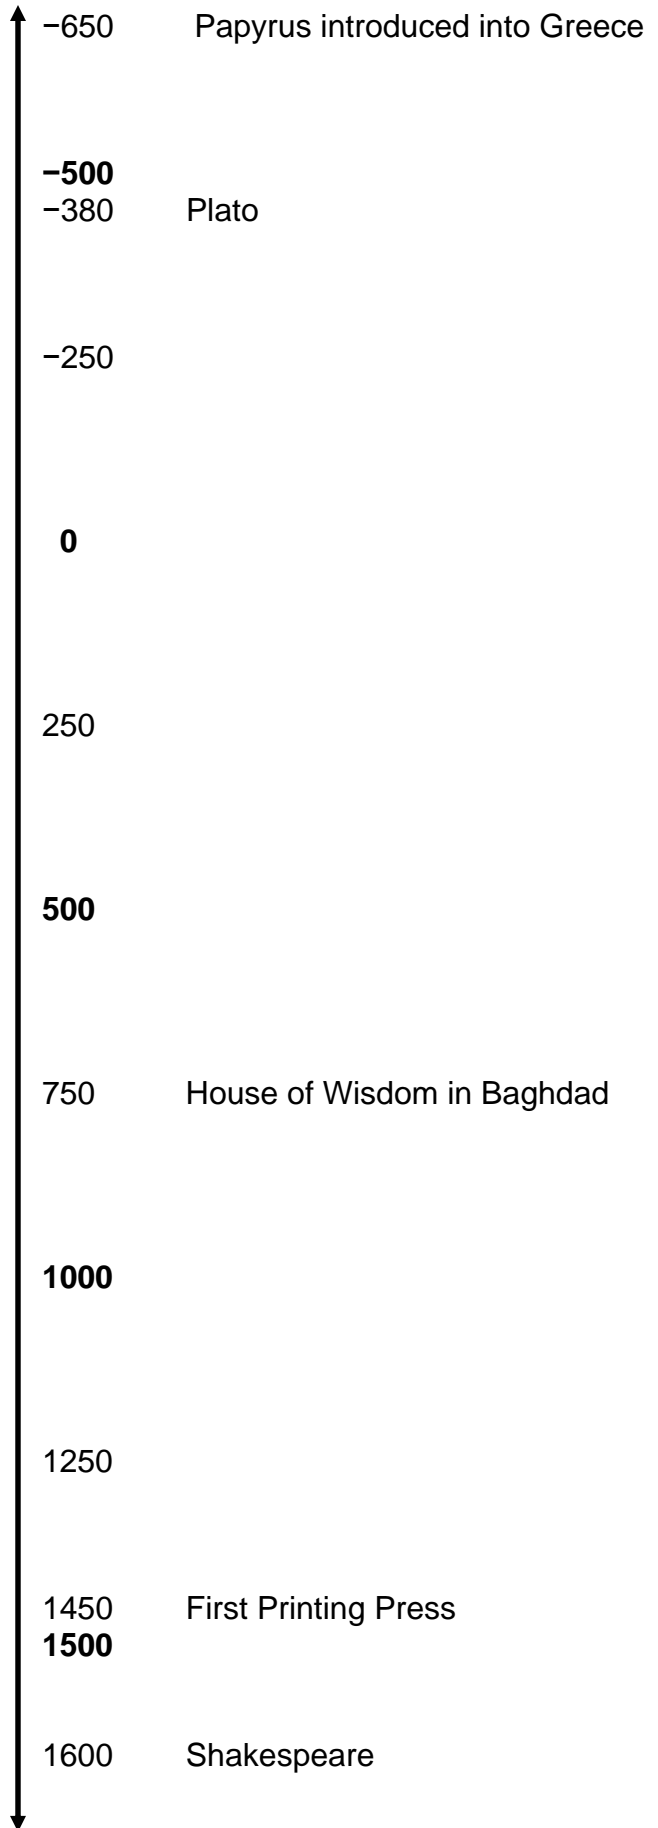 −650 Papyrus introduced into Greece
−500
−380 Plato
−250
0
250
500
750 House of Wisdom in Baghdad
1000
1250
1450 First Printing Press
1500
1600 Shakespeare